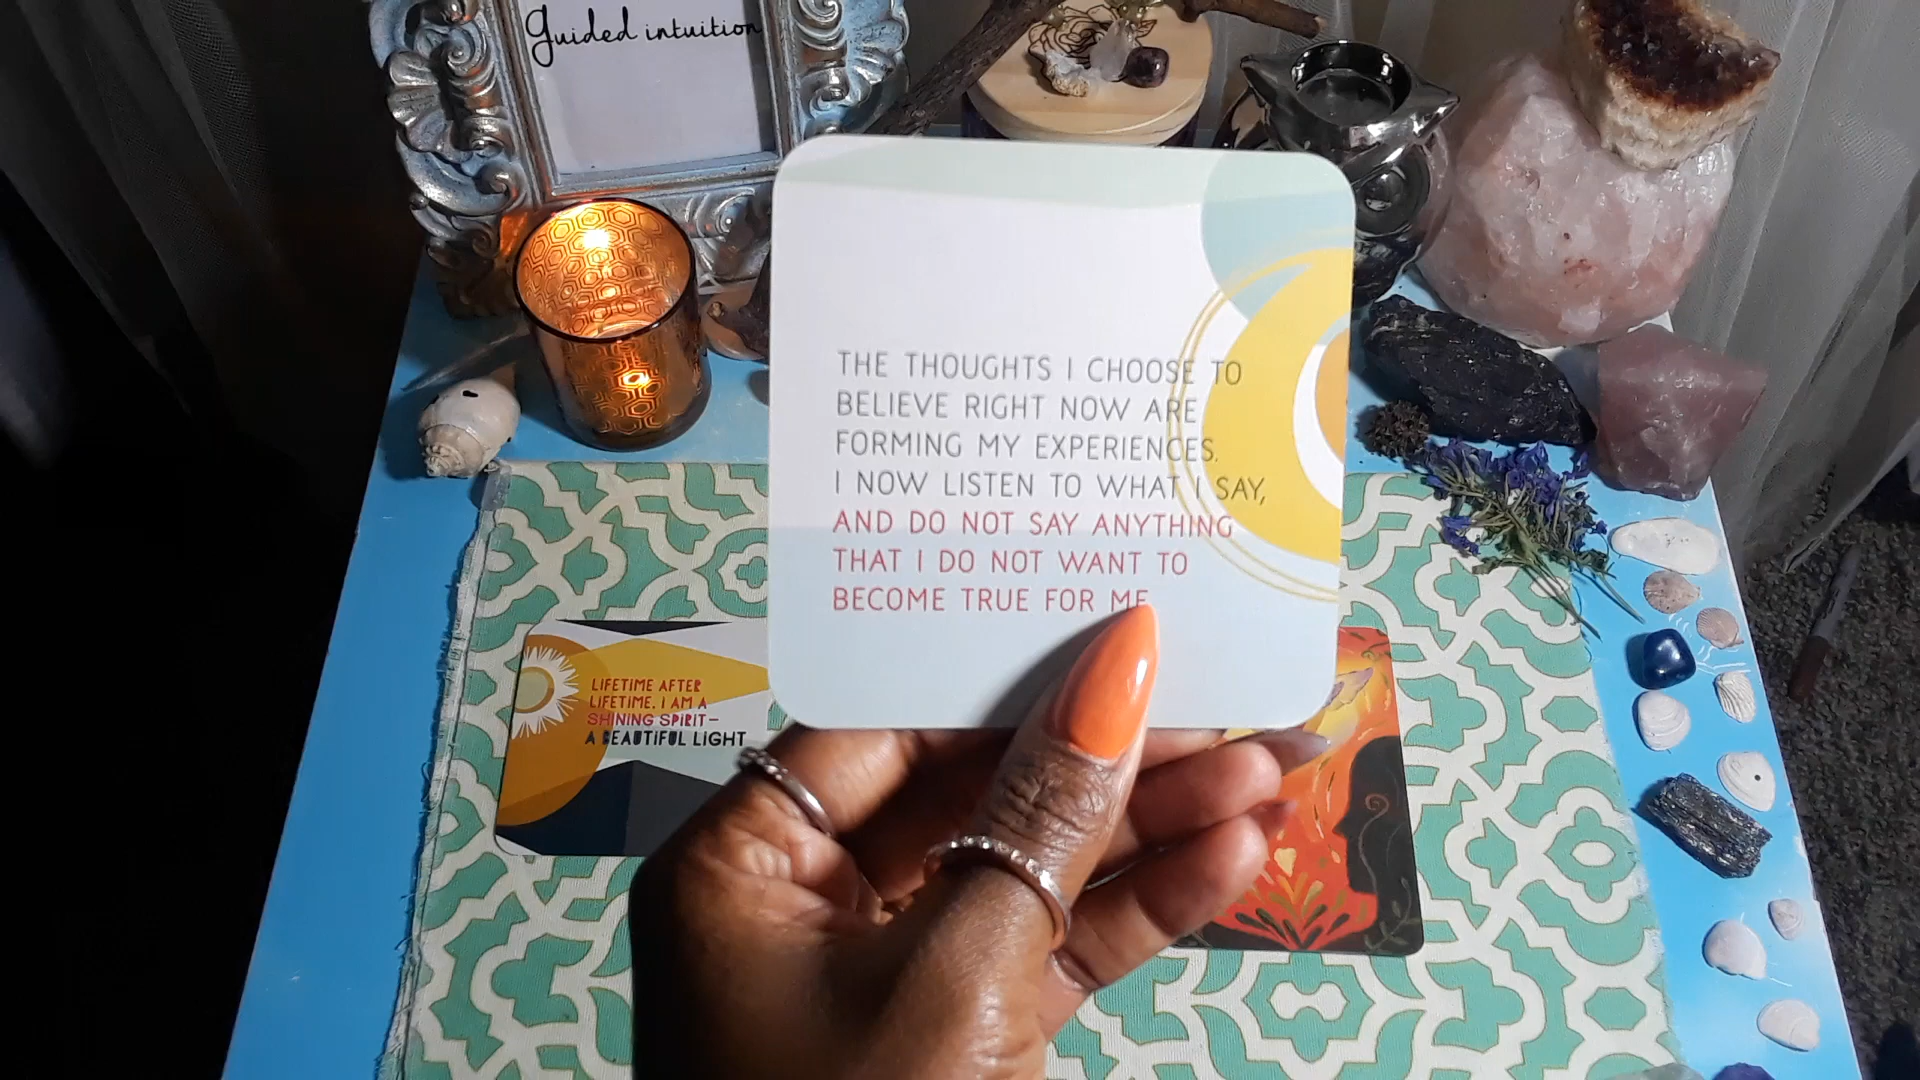 Guided intuition
THE THOUGHTS I CHOOSE TO
BELIEVE RIGHT NOW ARE
FORMING MY EXPERIENCES.
I NOW LISTEN TO WHAT I SAY,
AND DO NOT SAY ANYTHING
THAT I DO NOT WANT TO
BECOME TRUE FOR ME
LIFETIME AFTER
LIFETIME, I AM A
SHINING SPIRIT—
A BEAUTIFUL LIGHT